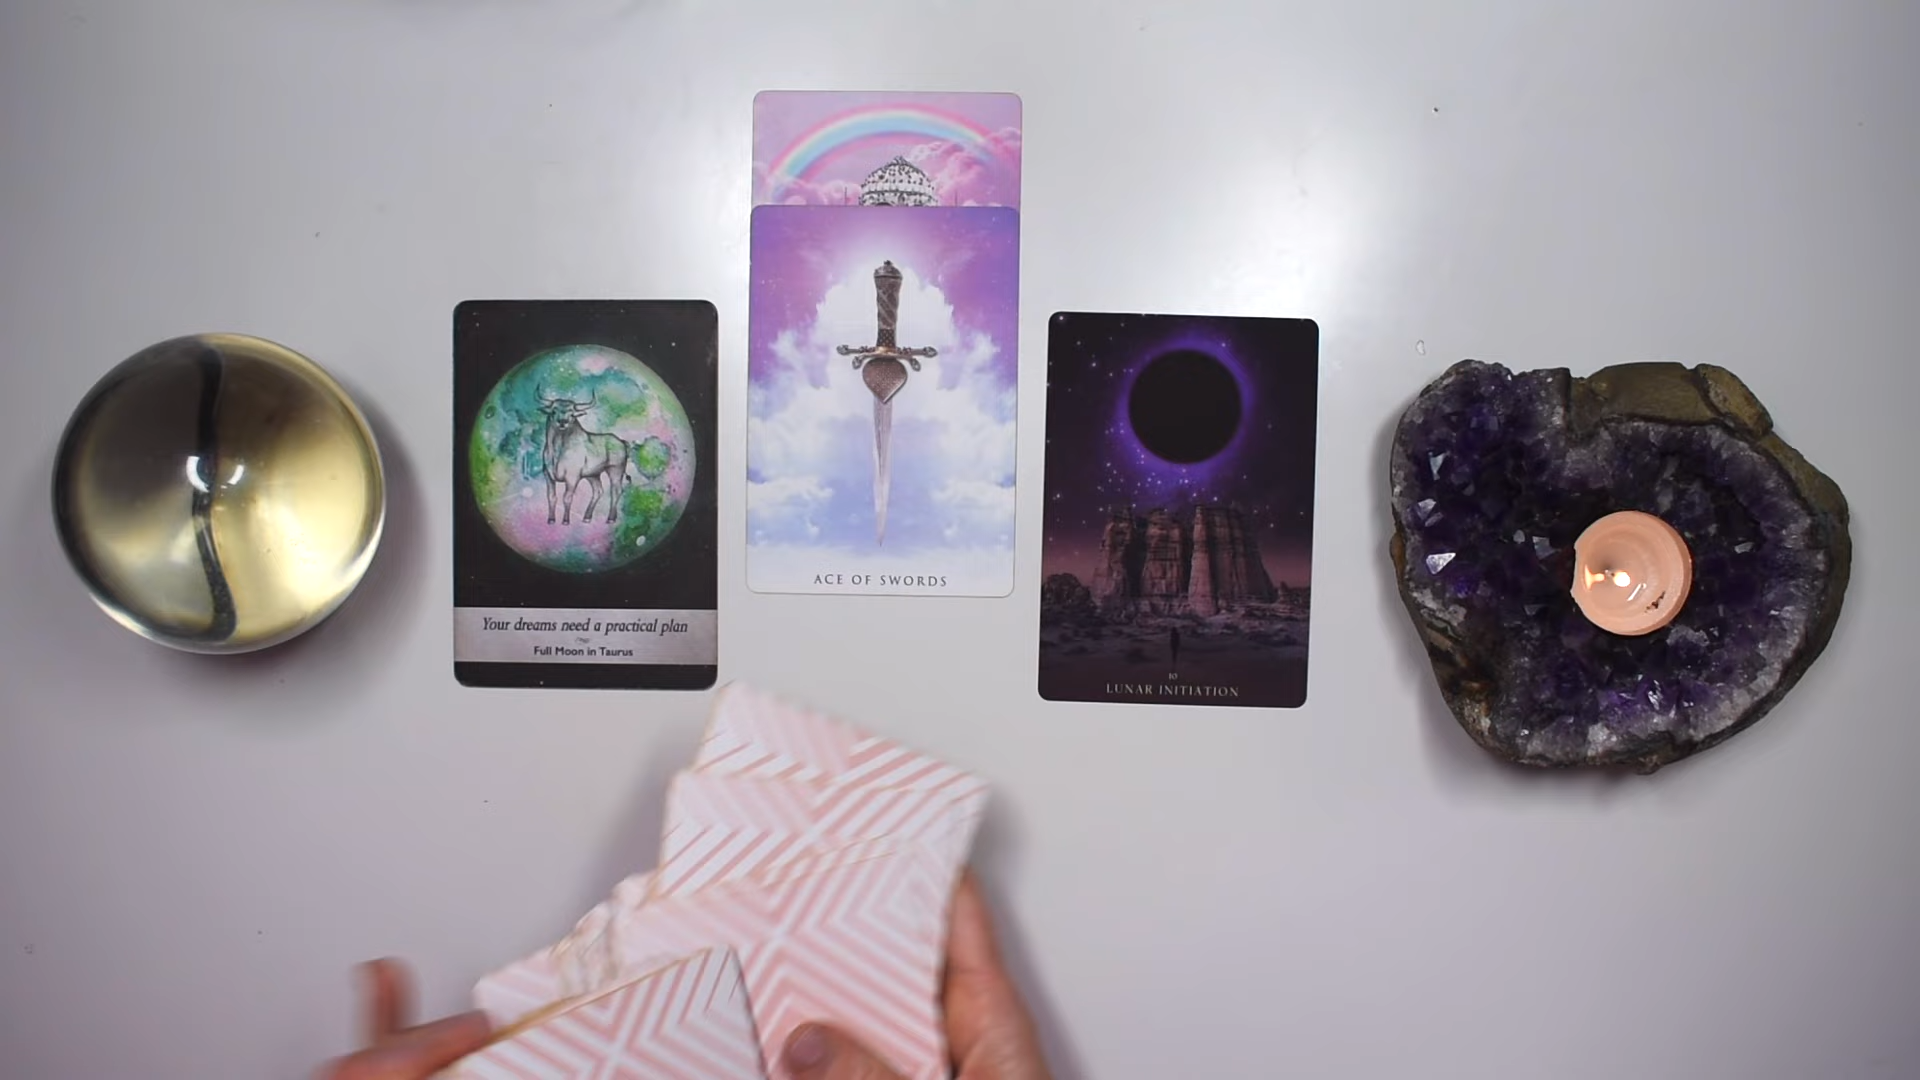 Your dreams need a practical plan
Full Moon in Taurus
ACE OF SWORDS
10
LUNAR INITIATION